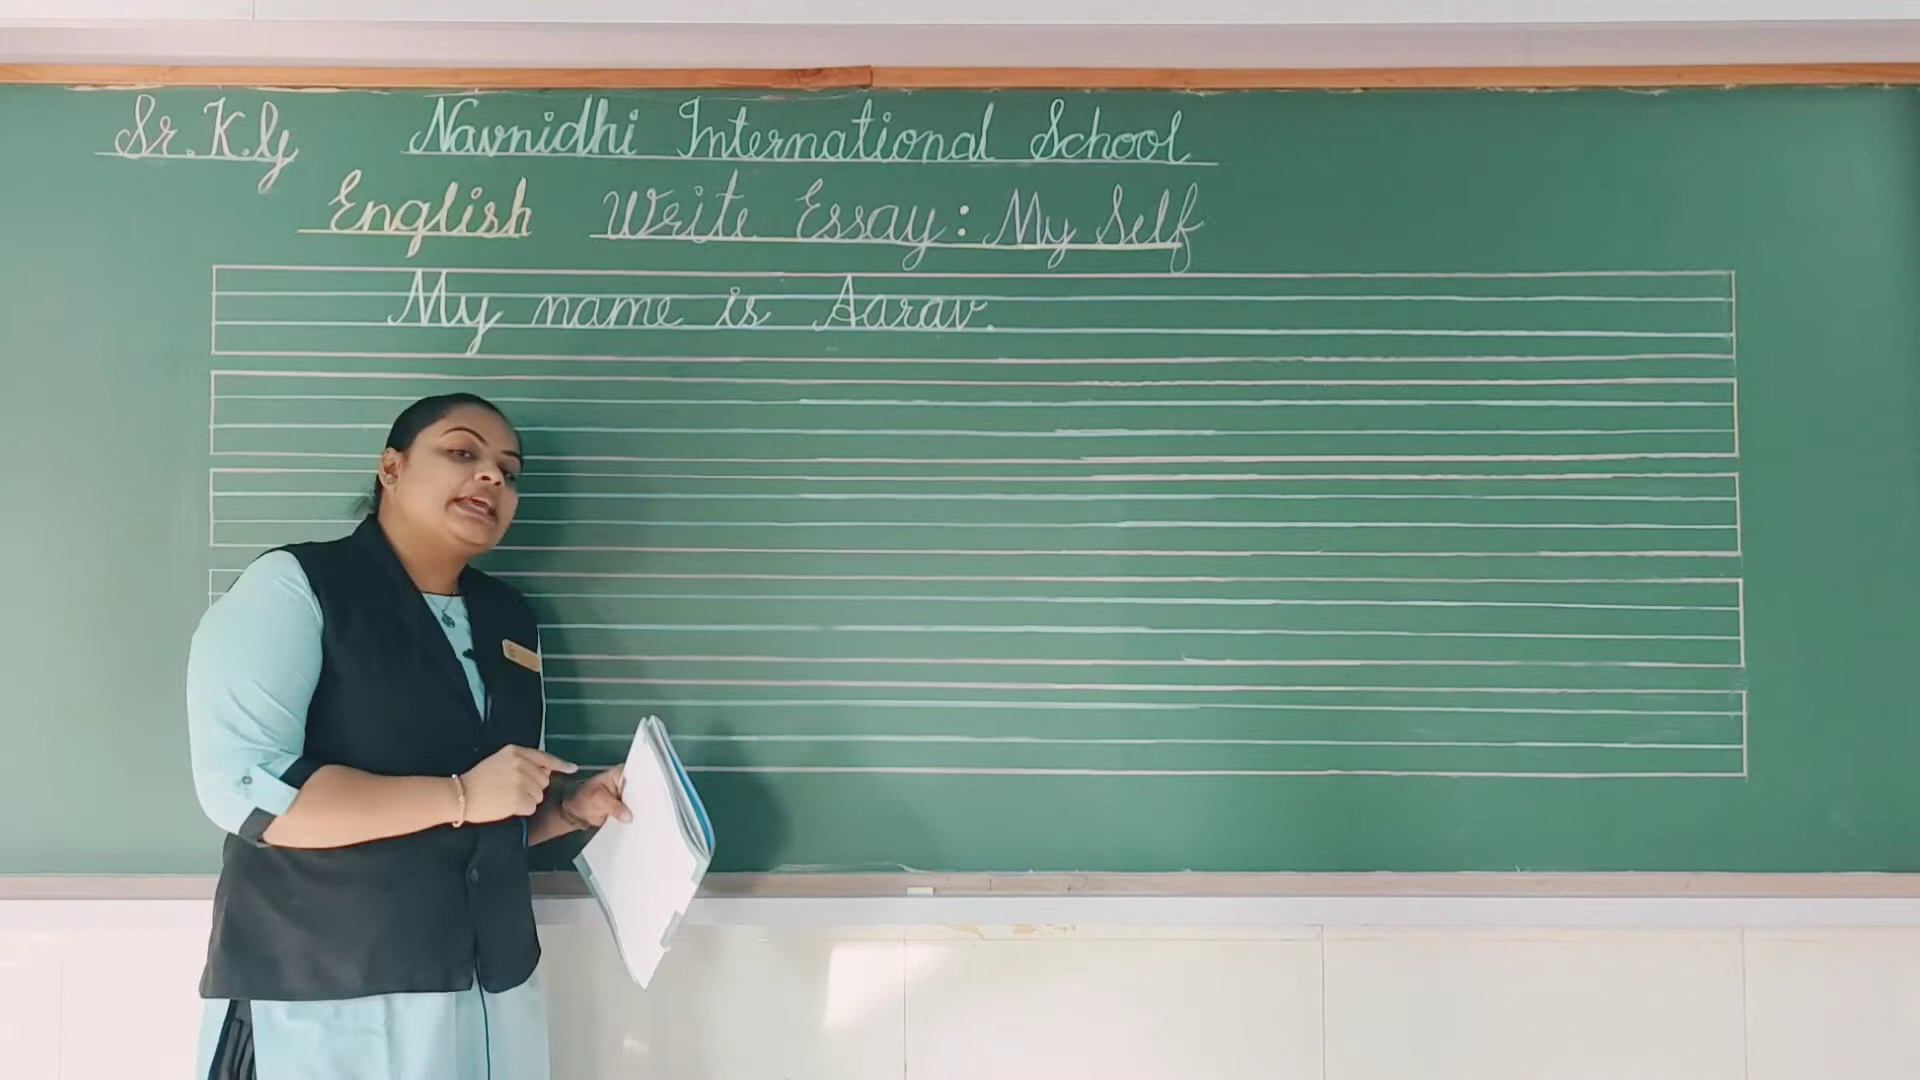 Sr. K.G Navnidhi International School
English Write Essay : My Self
My name is Aarav.